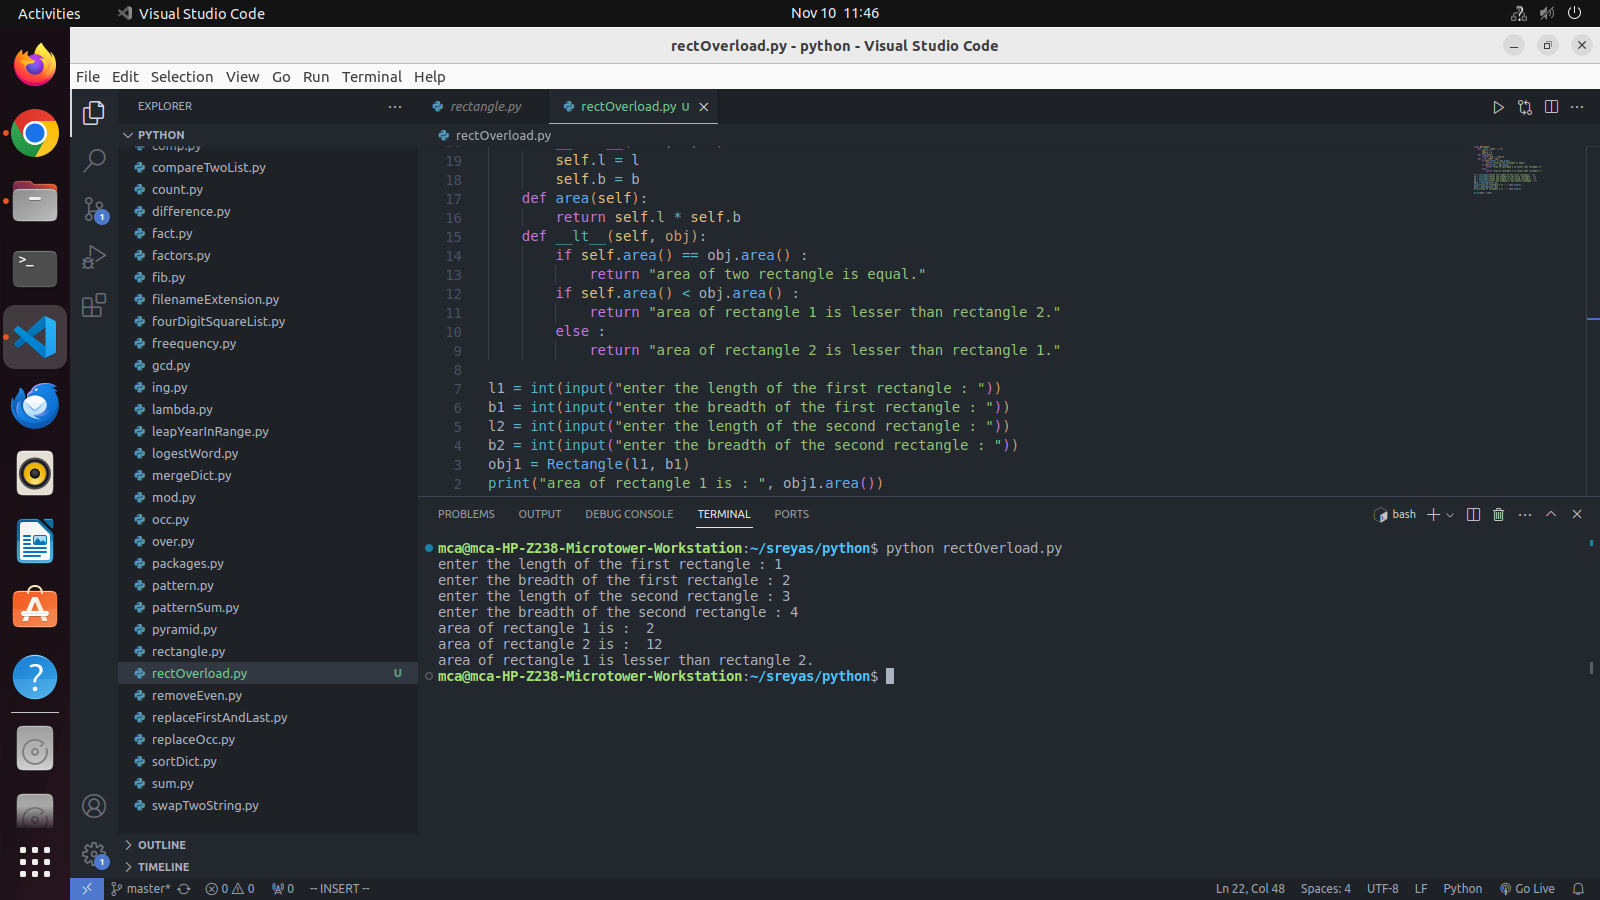 Activities
Visual Studio Code
Nov 10 11:46
rectOverload.py - python - Visual Studio Code
File Edit Selection View Go Run Terminal Help
EXPLORER
PYTHON
comp.py
compareTwoList.py
count.py
difference.py
fact.py
factors.py
fib.py
filenameExtension.py
fourDigitSquareList.py
freequency.py
gcd.py
ing.py
lambda.py
leapYearInRange.py
logestWord.py
mergeDict.py
mod.py
occ.py
over.py
packages.py
pattern.py
patternSum.py
pyramid.py
rectangle.py
rectOverload.py U
removeEven.py
replaceFirstAndLast.py
replaceOcc.py
sortDict.py
sum.py
swapTwoString.py
OUTLINE
TIMELINE
1
1
rectangle.py
rectOverload.py U
rectOverload.py
19 self.l = l
18 self.b = b
17 def area(self):
16 return self.l * self.b
15 def __lt__(self, obj):
14 if self.area() == obj.area() :
13 return "area of two rectangle is equal."
12 if self.area() < obj.area() :
11 return "area of rectangle 1 is lesser than rectangle 2."
10 else :
9 return "area of rectangle 2 is lesser than rectangle 1."
8
7 l1 = int(input("enter the length of the first rectangle : "))
6 b1 = int(input("enter the breadth of the first rectangle : "))
5 l2 = int(input("enter the length of the second rectangle : "))
4 b2 = int(input("enter the breadth of the second rectangle : "))
3 obj1 = Rectangle(l1, b1)
2 print("area of rectangle 1 is : ", obj1.area())
PROBLEMS OUTPUT DEBUG CONSOLE TERMINAL PORTS
bash
mca@mca-HP-Z238-Microtower-Workstation:~/sreyas/python$ python rectOverload.py
enter the length of the first rectangle : 1
enter the breadth of the first rectangle : 2
enter the length of the second rectangle : 3
enter the breadth of the second rectangle : 4
area of rectangle 1 is :  2
area of rectangle 2 is :  12
area of rectangle 1 is lesser than rectangle 2.
mca@mca-HP-Z238-Microtower-Workstation:~/sreyas/python$
master* 0 0 0 -- INSERT --
Ln 22, Col 48 Spaces: 4 UTF-8 LF Python Go Live